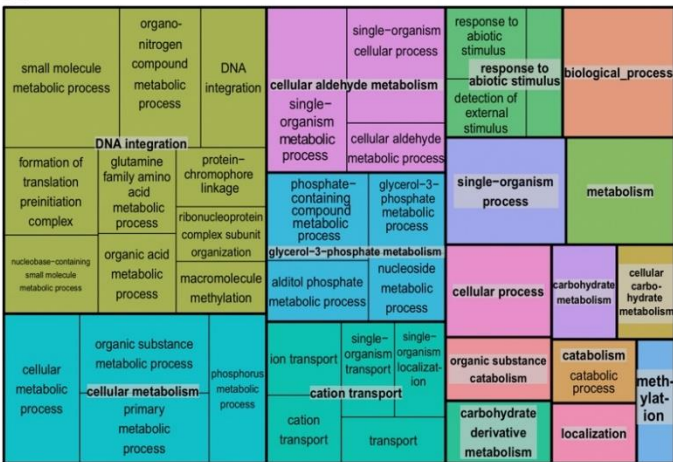 small molecule
metabolic process
organo-
nitrogen
compound
metabolic
process
DNA
integration
DNA integration
formation of
translation
preinitiation
complex
glutamine
family amino
acid
metabolic
process
protein-
chromophore
linkage
ribonucleoprotein
complex subunit
organization
nucleobase-containing
small molecule
metabolic process
organic acid
metabolic
process
macromolecule
methylation
cellular
metabolic
process
organic substance
metabolic process
cellular metabolism
primary
metabolic
process
phosphorus
metabolic
process
single-organism
cellular process
cellular aldehyde metabolism
single-
organism
metabolic
process
cellular aldehyde
metabolic process
phosphate-
containing
compound
metabolic
process
glycerol-3-
phosphate
metabolic
process
glycerol-3-phosphate metabolism
alditol phosphate
metabolic process
nucleoside
metabolic
process
ion transport
single-
organism
transport
single-
organism
localizat-
ion
cation transport
cation
transport
transport
response to
abiotic
stimulus
response to
abiotic stimulus
detection of
external
stimulus
biological_process
single-organism
process
metabolism
cellular process
carbohydrate
metabolism
cellular
carbo-
hydrate
metabolism
organic substance
catabolism
catabolism
catabolic
process
meth-
ylat-
ion
carbohydrate
derivative
metabolism
localization